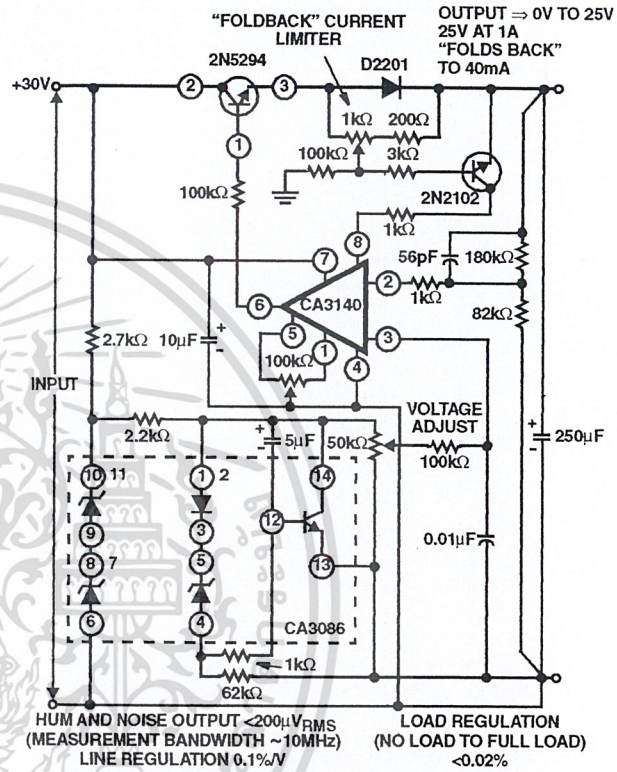 "FOLDBACK" CURRENT
LIMITER
OUTPUT ⇒ 0V TO 25V
25V AT 1A
"FOLDS BACK"
TO 40mA
2N5294
D2201
+30V
2
3
1kΩ
200Ω
1
100kΩ
3kΩ
100kΩ
2N2102
1kΩ
8
7
56pF
180kΩ
2
1kΩ
6
CA3140
82kΩ
5
3
2.7kΩ
10µF
+
-
100kΩ
1
4
INPUT
VOLTAGE
ADJUST
2.2kΩ
+
-
5µF
50kΩ
100kΩ
+
-
250µF
10
11
1
2
14
9
3
12
0.01µF
8
7
5
13
6
4
CA3086
1kΩ
62kΩ
HUM AND NOISE OUTPUT <200µVRMS
(MEASUREMENT BANDWIDTH ~10MHz)
LINE REGULATION 0.1%/V
LOAD REGULATION
(NO LOAD TO FULL LOAD)
<0.02%